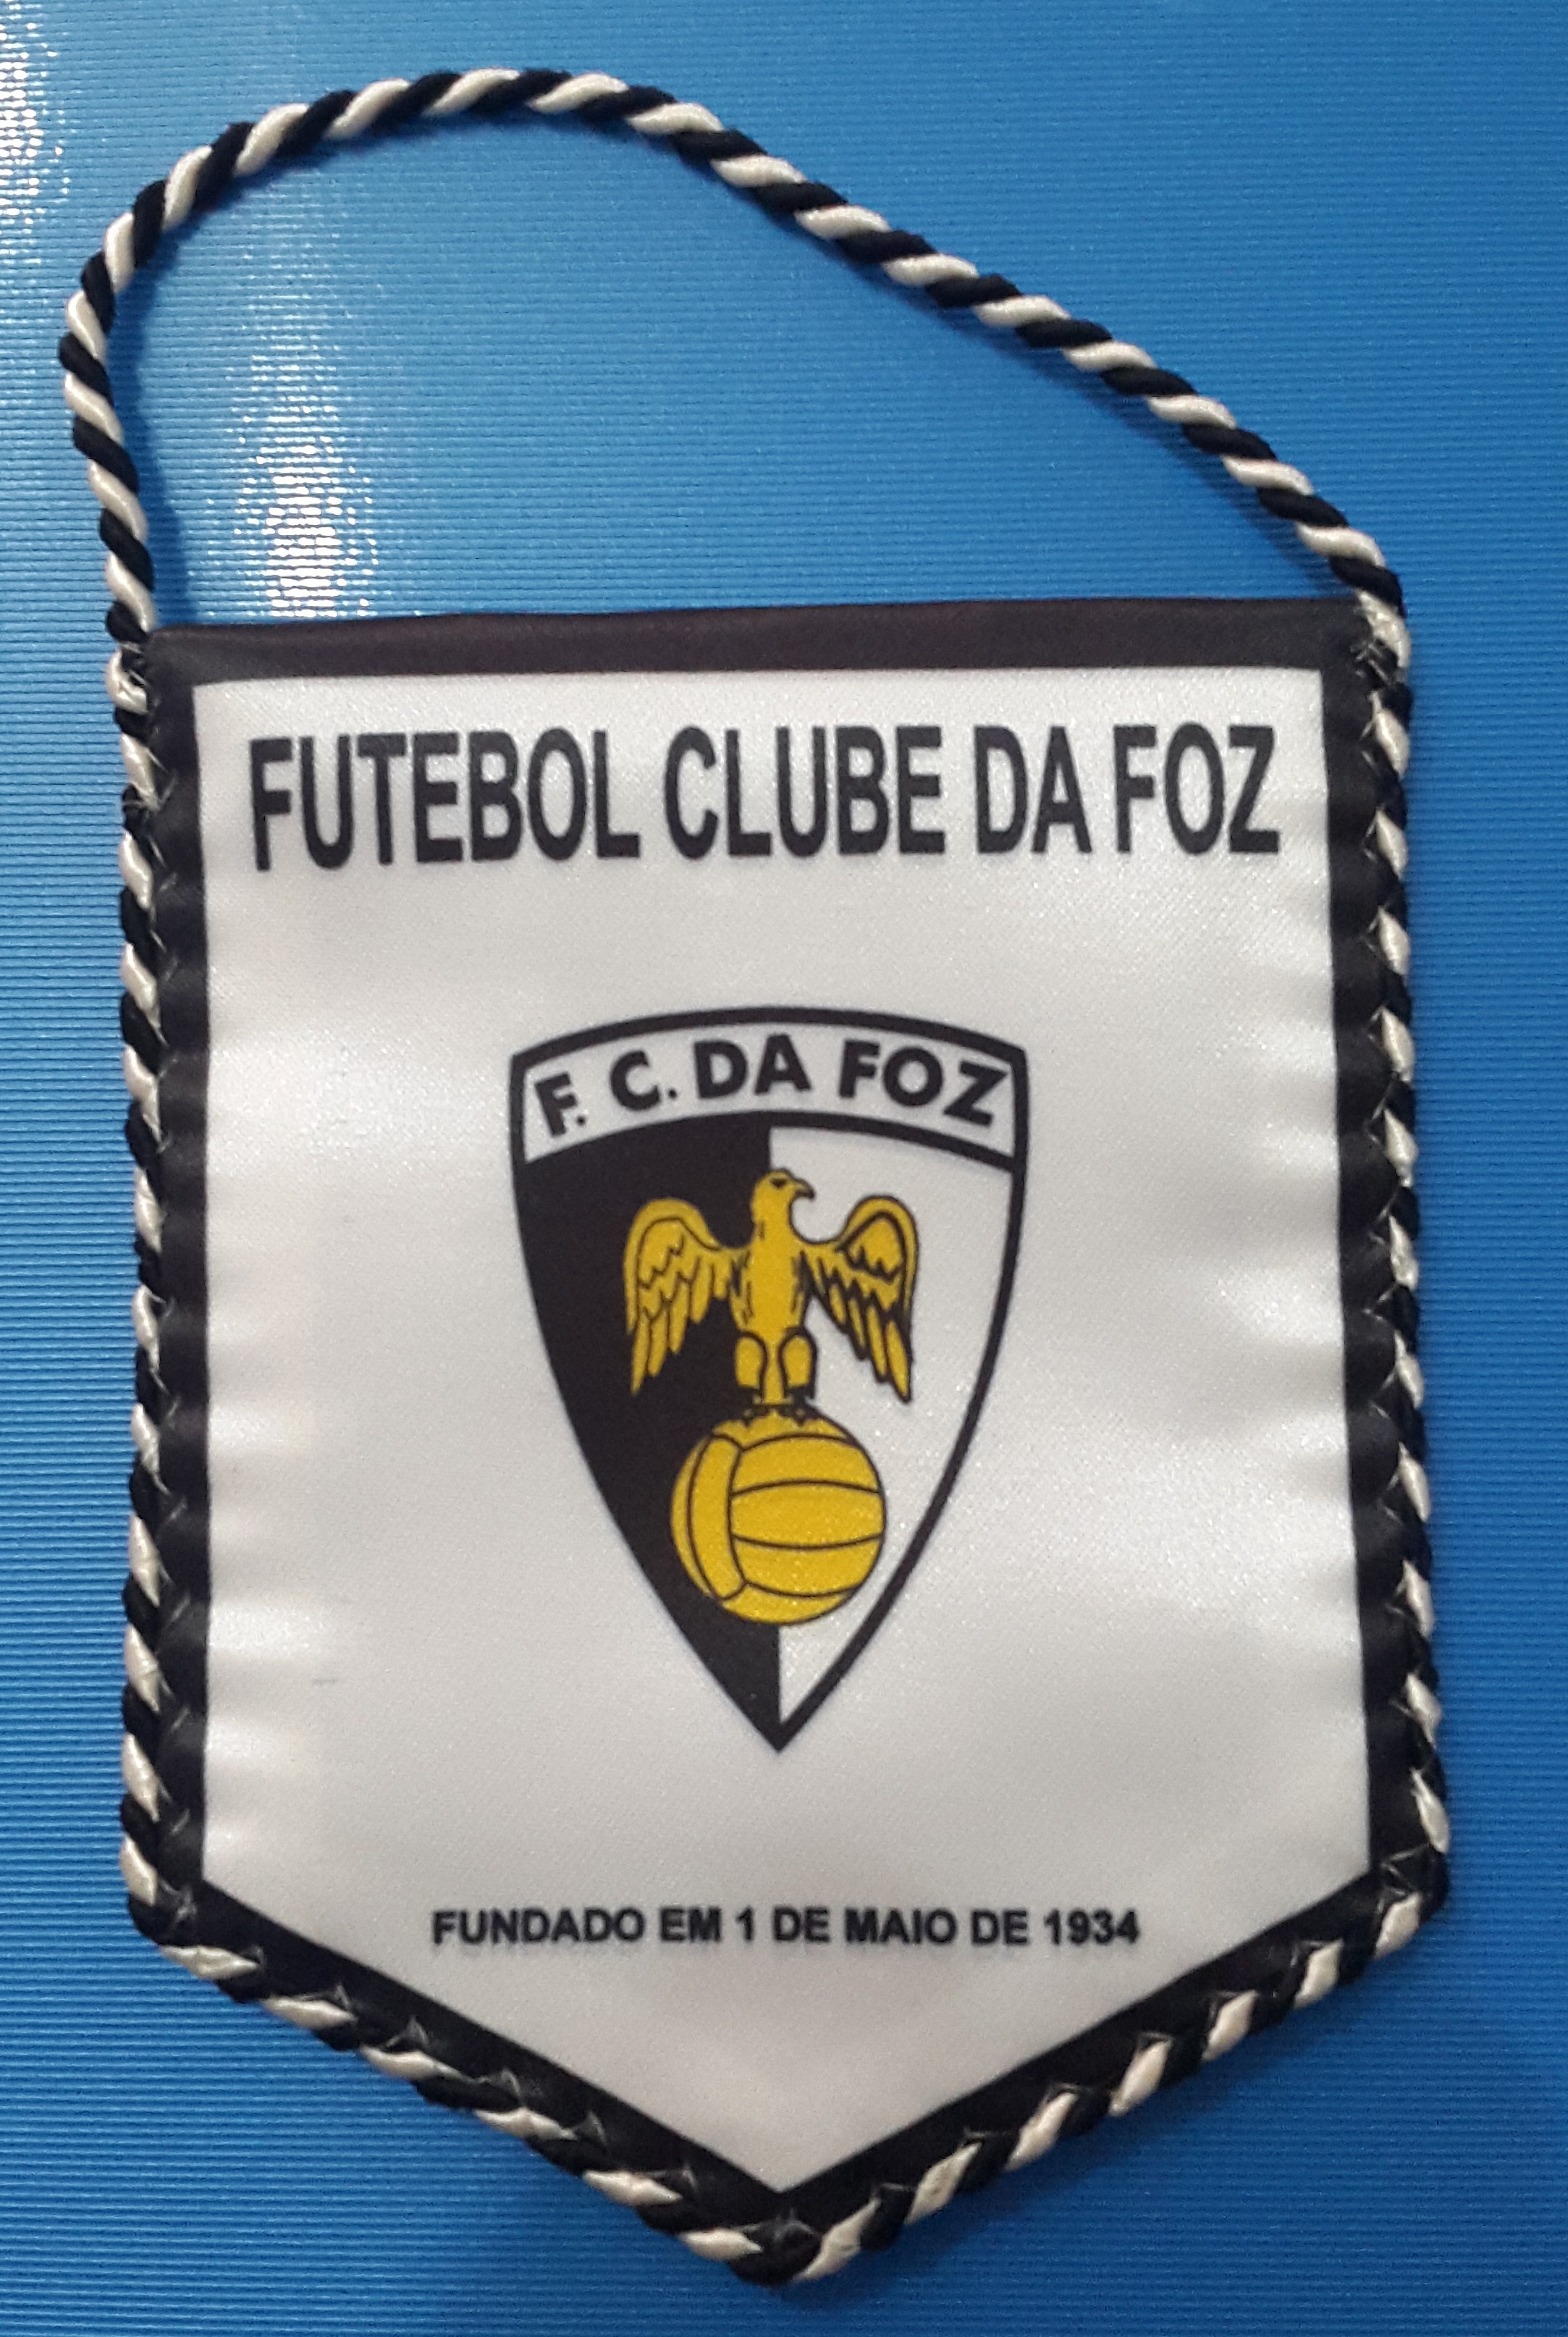 FUTEBOL CLUBE DA FOZ
F. C. DA FOZ
FUNDADO EM 1 DE MAIO DE 1934